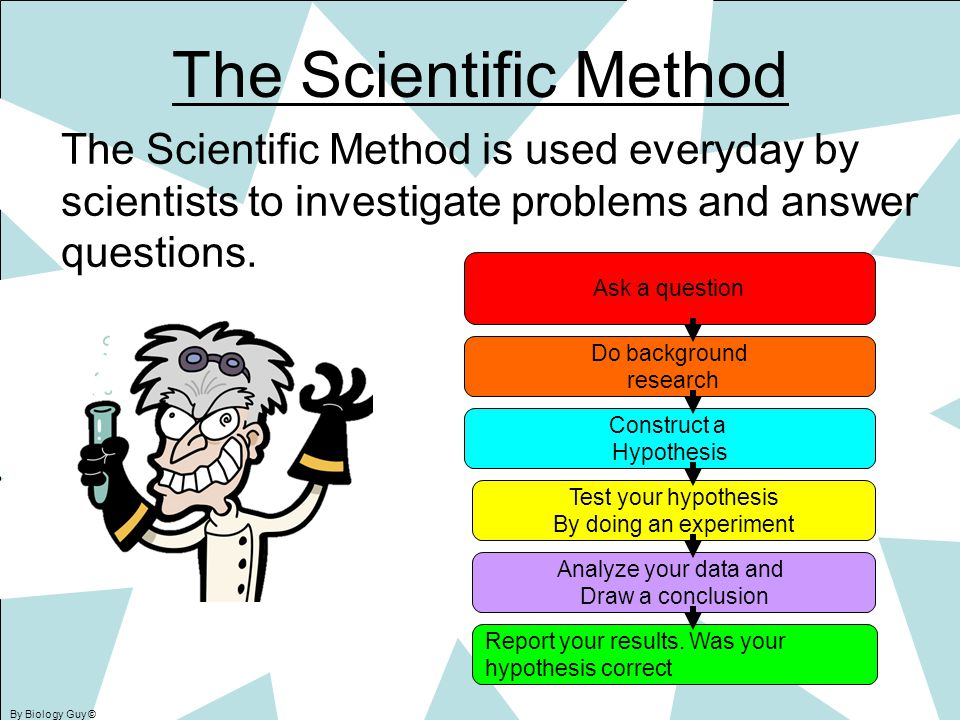 The Scientific Method
The Scientific Method is used everyday by
scientists to investigate problems and answer
questions.
Ask a question
Do background
research
Construct a
Hypothesis
Test your hypothesis
By doing an experiment
Analyze your data and
Draw a conclusion
Report your results. Was your
hypothesis correct
By Biology Guy ©